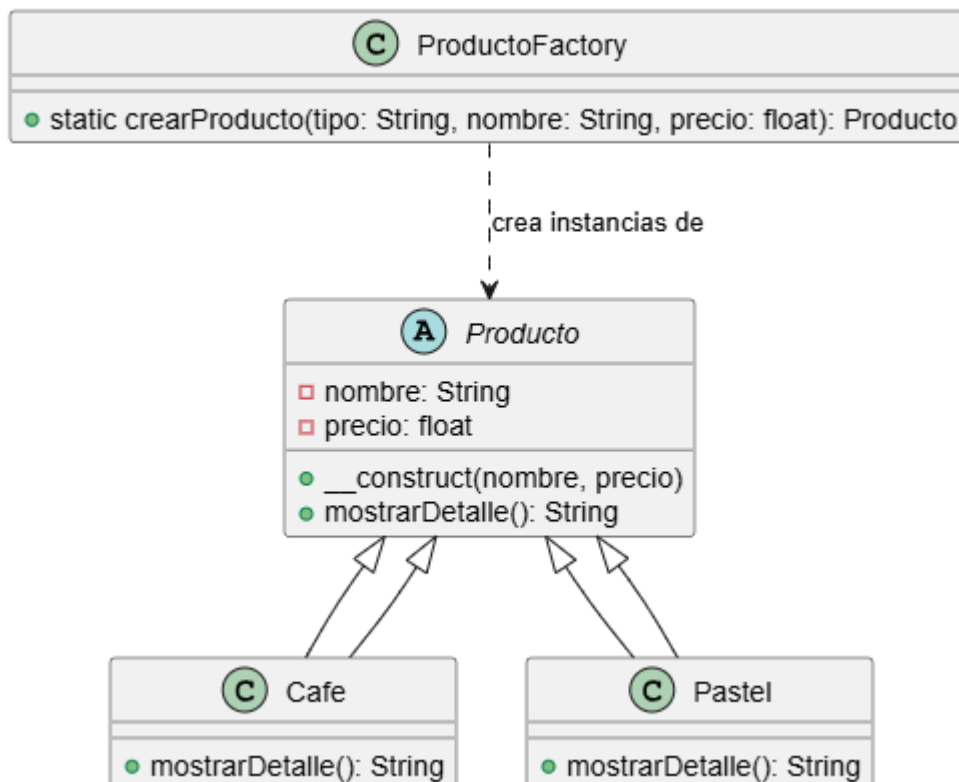 C ProductoFactory
static crearProducto(tipo: String, nombre: String, precio: float): Producto
crea instancias de
A Producto
nombre: String
precio: float
__construct(nombre, precio)
mostrarDetalle(): String
C Cafe
C Pastel
mostrarDetalle(): String
mostrarDetalle(): String